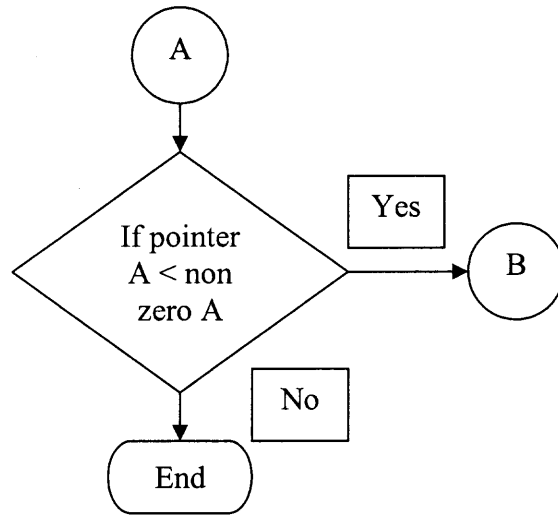 A
If pointer
A < non
zero A
Yes
B
No
End